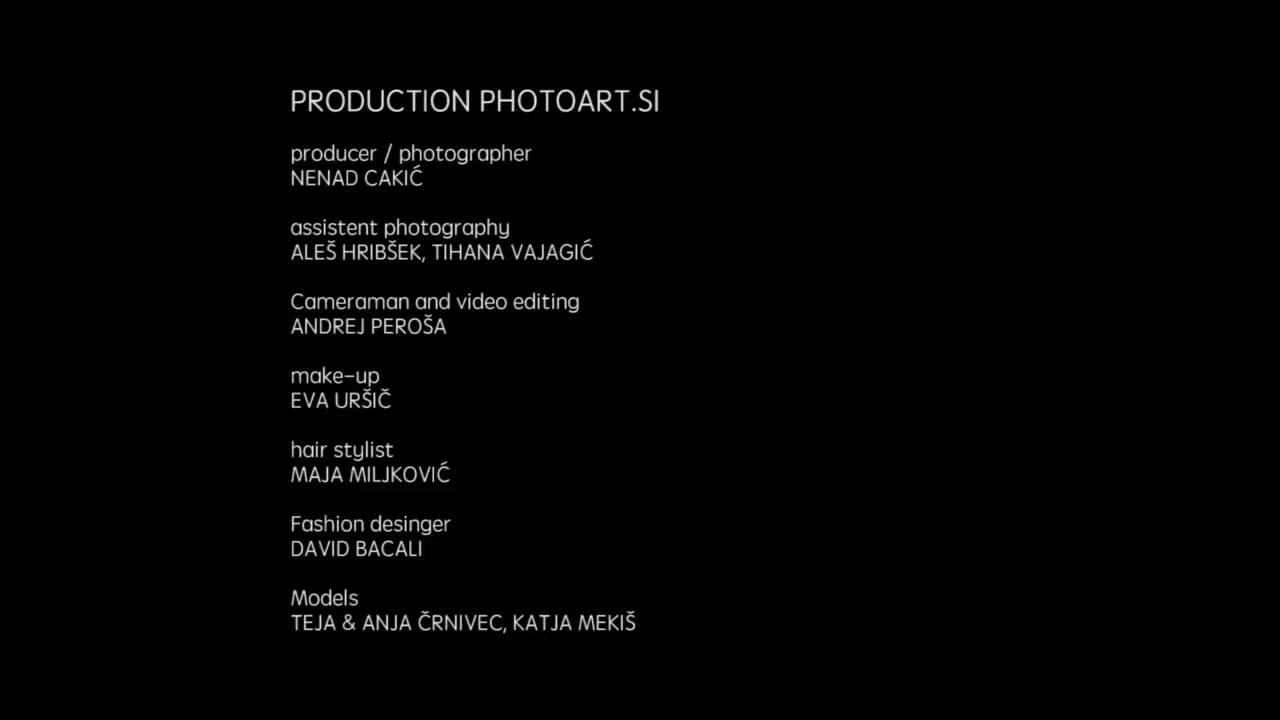 PRODUCTION PHOTOART.SI
producer / photographer
NENAD CAKIĆ
assistent photography
ALEŠ HRIBŠEK, TIHANA VAJAGIĆ
Cameraman and video editing
ANDREJ PEROŠA
make-up
EVA URŠIČ
hair stylist
MAJA MILJKOVIĆ
Fashion desinger
DAVID BACALI
Models
TEJA & ANJA ČRNIVEC, KATJA MEKIŠ